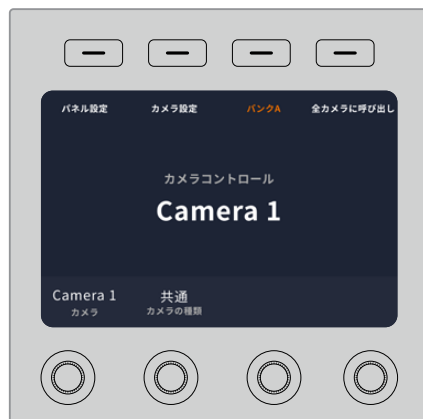 パネル設定 カメラ設定 バンクA 全カメラに呼び出し
カメラコントロール
Camera 1
Camera 1 共通
カメラ カメラの種類